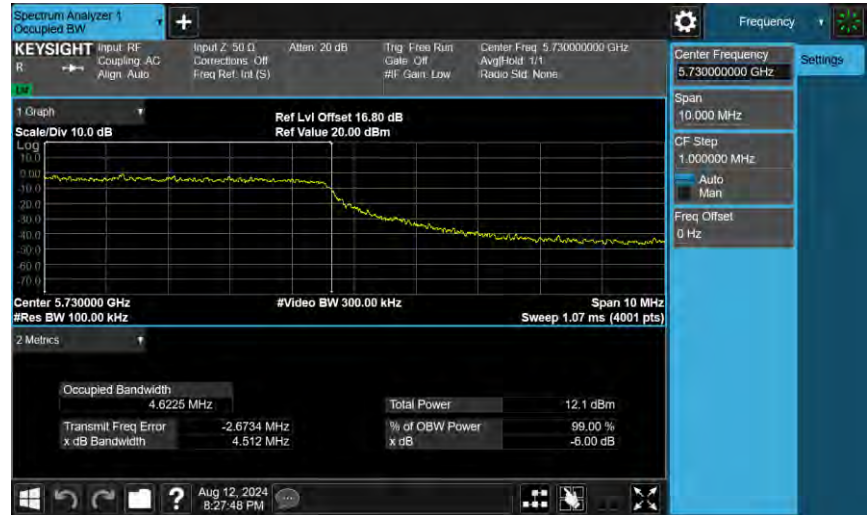 Spectrum Analyzer 1
Occupied BW
+
Frequency
KEYSIGHT
R
Input: RF
Coupling: AC
Align: Auto
Input Z: 50 Ω
Corrections: Off
Freq Ref: Int (S)
Atten: 20 dB
Trig: Free Run
Gate: Off
#IF Gain: Low
Center Freq: 5.730000000 GHz
Avg|Hold: 1/1
Radio Std: None
Center Frequency
5.730000000 GHz
Settings
Span
10.000 MHz
CF Step
1.000000 MHz
Auto
Man
Freq Offset
0 Hz
1 Graph
Scale/Div 10.0 dB
Ref Lvl Offset 16.80 dB
Ref Value 20.00 dBm
Log
10.0
0.00
-10.0
-20.0
-30.0
-40.0
-50.0
-60.0
-70.0
Center 5.730000 GHz
#Video BW 300.00 kHz
Span 10 MHz
#Res BW 100.00 kHz
Sweep 1.07 ms (4001 pts)
2 Metrics
Occupied Bandwidth
4.6225 MHz
Total Power 12.1 dBm
Transmit Freq Error -2.6734 MHz
% of OBW Power 99.00 %
x dB Bandwidth 4.512 MHz
x dB -6.00 dB
?
Aug 12, 2024
8:27:48 PM